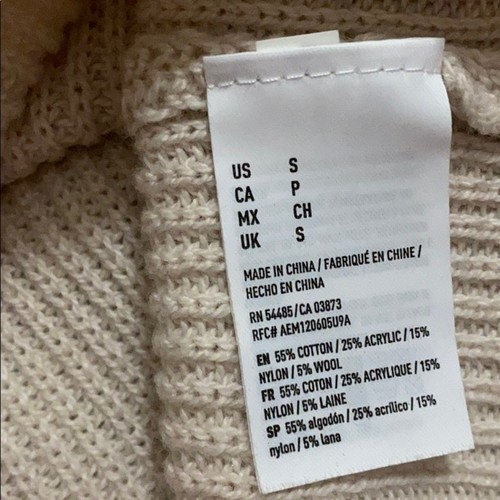 US S
CA P
MX CH
UK S
MADE IN CHINA / FABRIQUÉ EN CHINE /
HECHO EN CHINA
RN 54485/CA 03873
RFC# AEM120605U9A
EN 55% COTTON / 25% ACRYLIC / 15%
NYLON / 5% WOOL
FR 55% COTON / 25% ACRYLIQUE / 15%
NYLON / 5% LAINE
SP 55% algodón / 25% acrílico / 15%
nylon / 5% lana